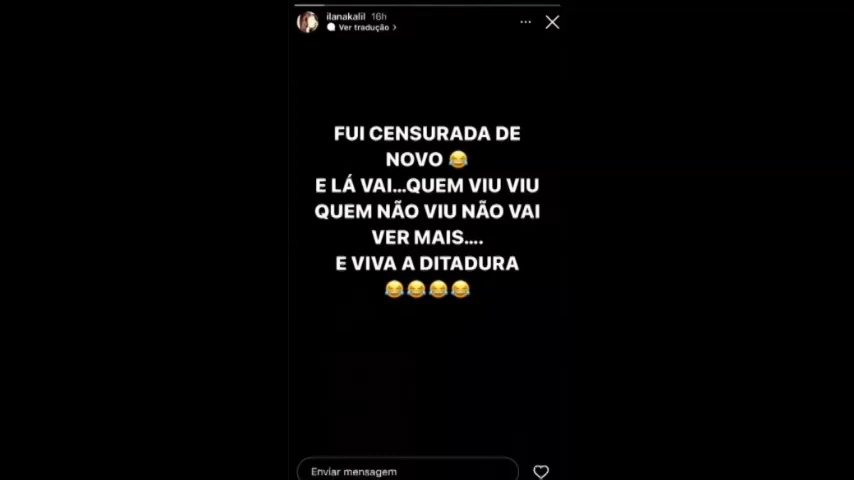 ilanakalil 16h
Ver tradução >
FUI CENSURADA DE
NOVO 😂
E LÁ VAI...QUEM VIU VIU
QUEM NÃO VIU NÃO VAI
VER MAIS....
E VIVA A DITADURA
😂😂😂😂
Enviar mensagem